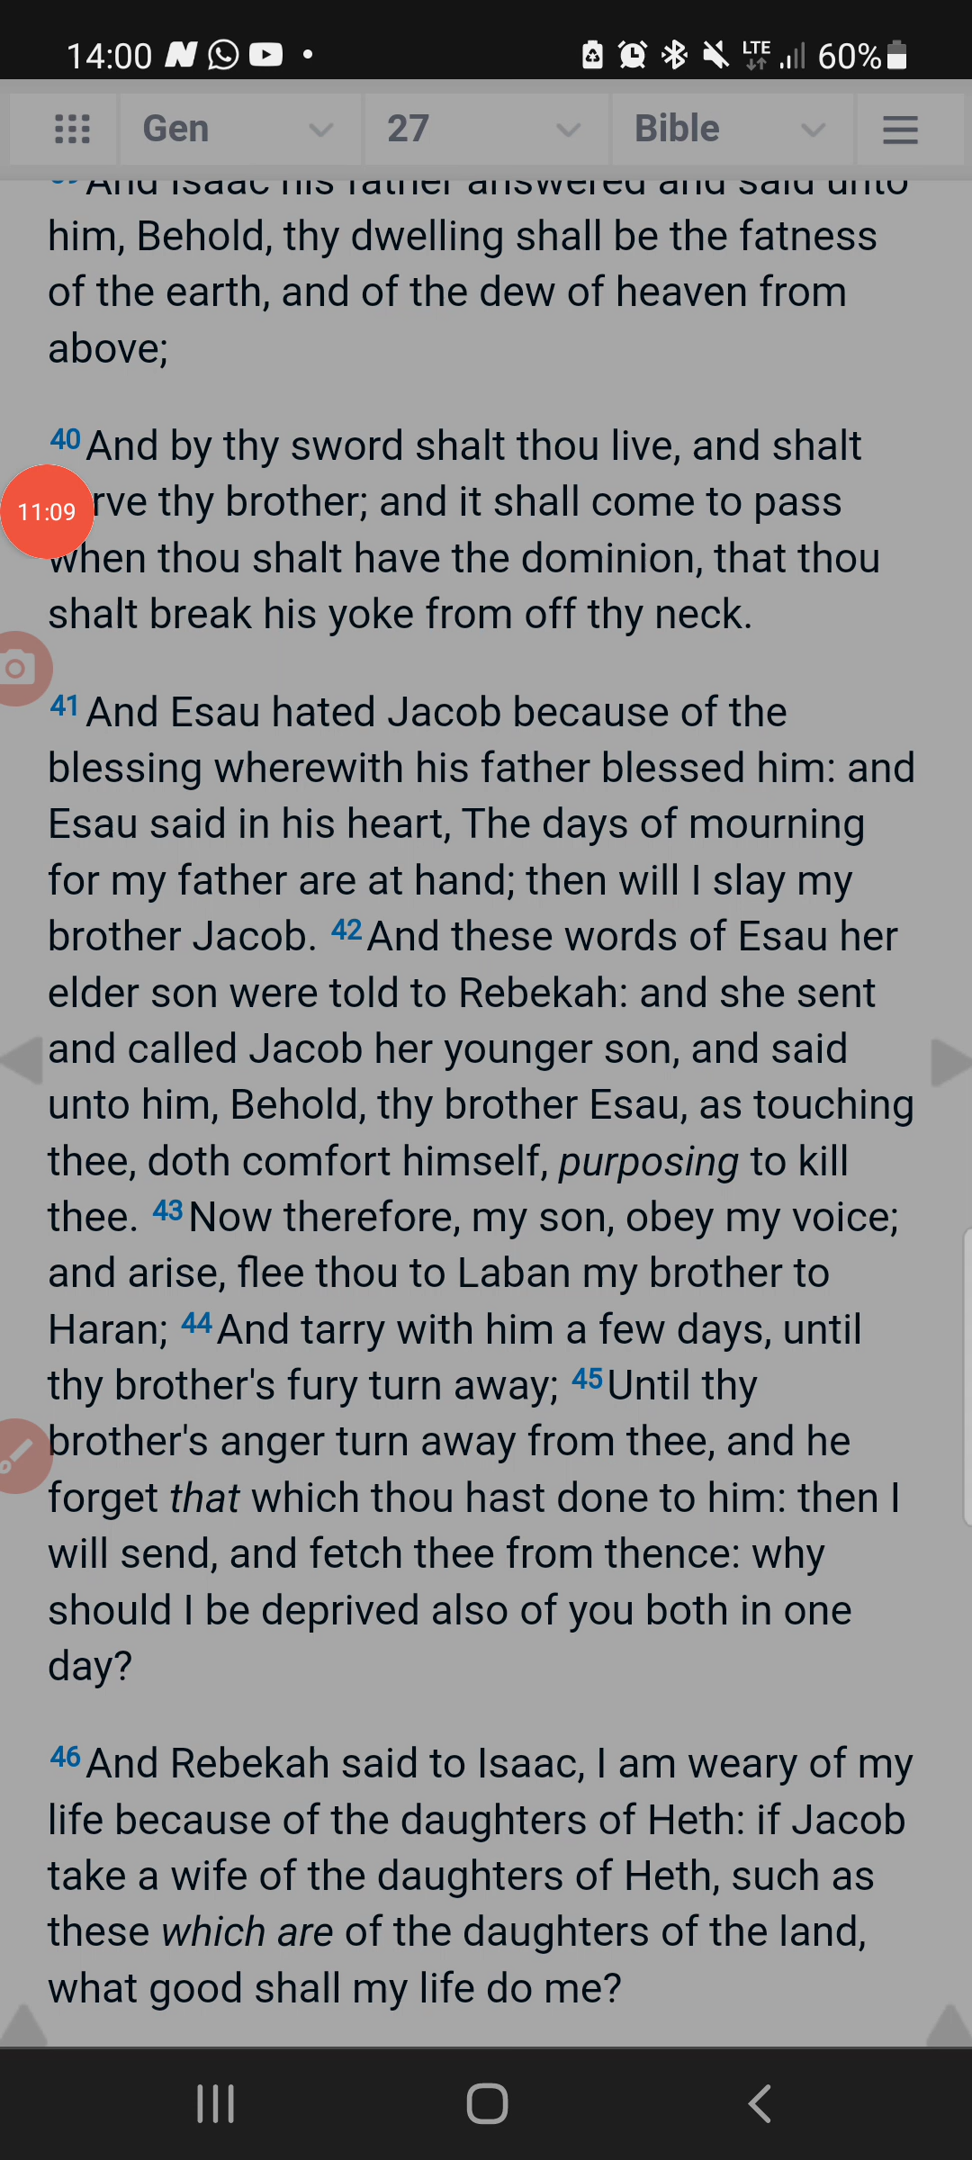 14:00 LTE 60%
Gen 27 Bible
39 And Isaac his father answered and said unto
him, Behold, thy dwelling shall be the fatness
of the earth, and of the dew of heaven from
above;
40 And by thy sword shalt thou live, and shalt
rve thy brother; and it shall come to pass
11:09
when thou shalt have the dominion, that thou
shalt break his yoke from off thy neck.
41 And Esau hated Jacob because of the
blessing wherewith his father blessed him: and
Esau said in his heart, The days of mourning
for my father are at hand; then will I slay my
brother Jacob. 42 And these words of Esau her
elder son were told to Rebekah: and she sent
and called Jacob her younger son, and said
unto him, Behold, thy brother Esau, as touching
thee, doth comfort himself, purposing to kill
thee. 43 Now therefore, my son, obey my voice;
and arise, flee thou to Laban my brother to
Haran; 44 And tarry with him a few days, until
thy brother's fury turn away; 45 Until thy
brother's anger turn away from thee, and he
forget that which thou hast done to him: then I
will send, and fetch thee from thence: why
should I be deprived also of you both in one
day?
46 And Rebekah said to Isaac, I am weary of my
life because of the daughters of Heth: if Jacob
take a wife of the daughters of Heth, such as
these which are of the daughters of the land,
what good shall my life do me?